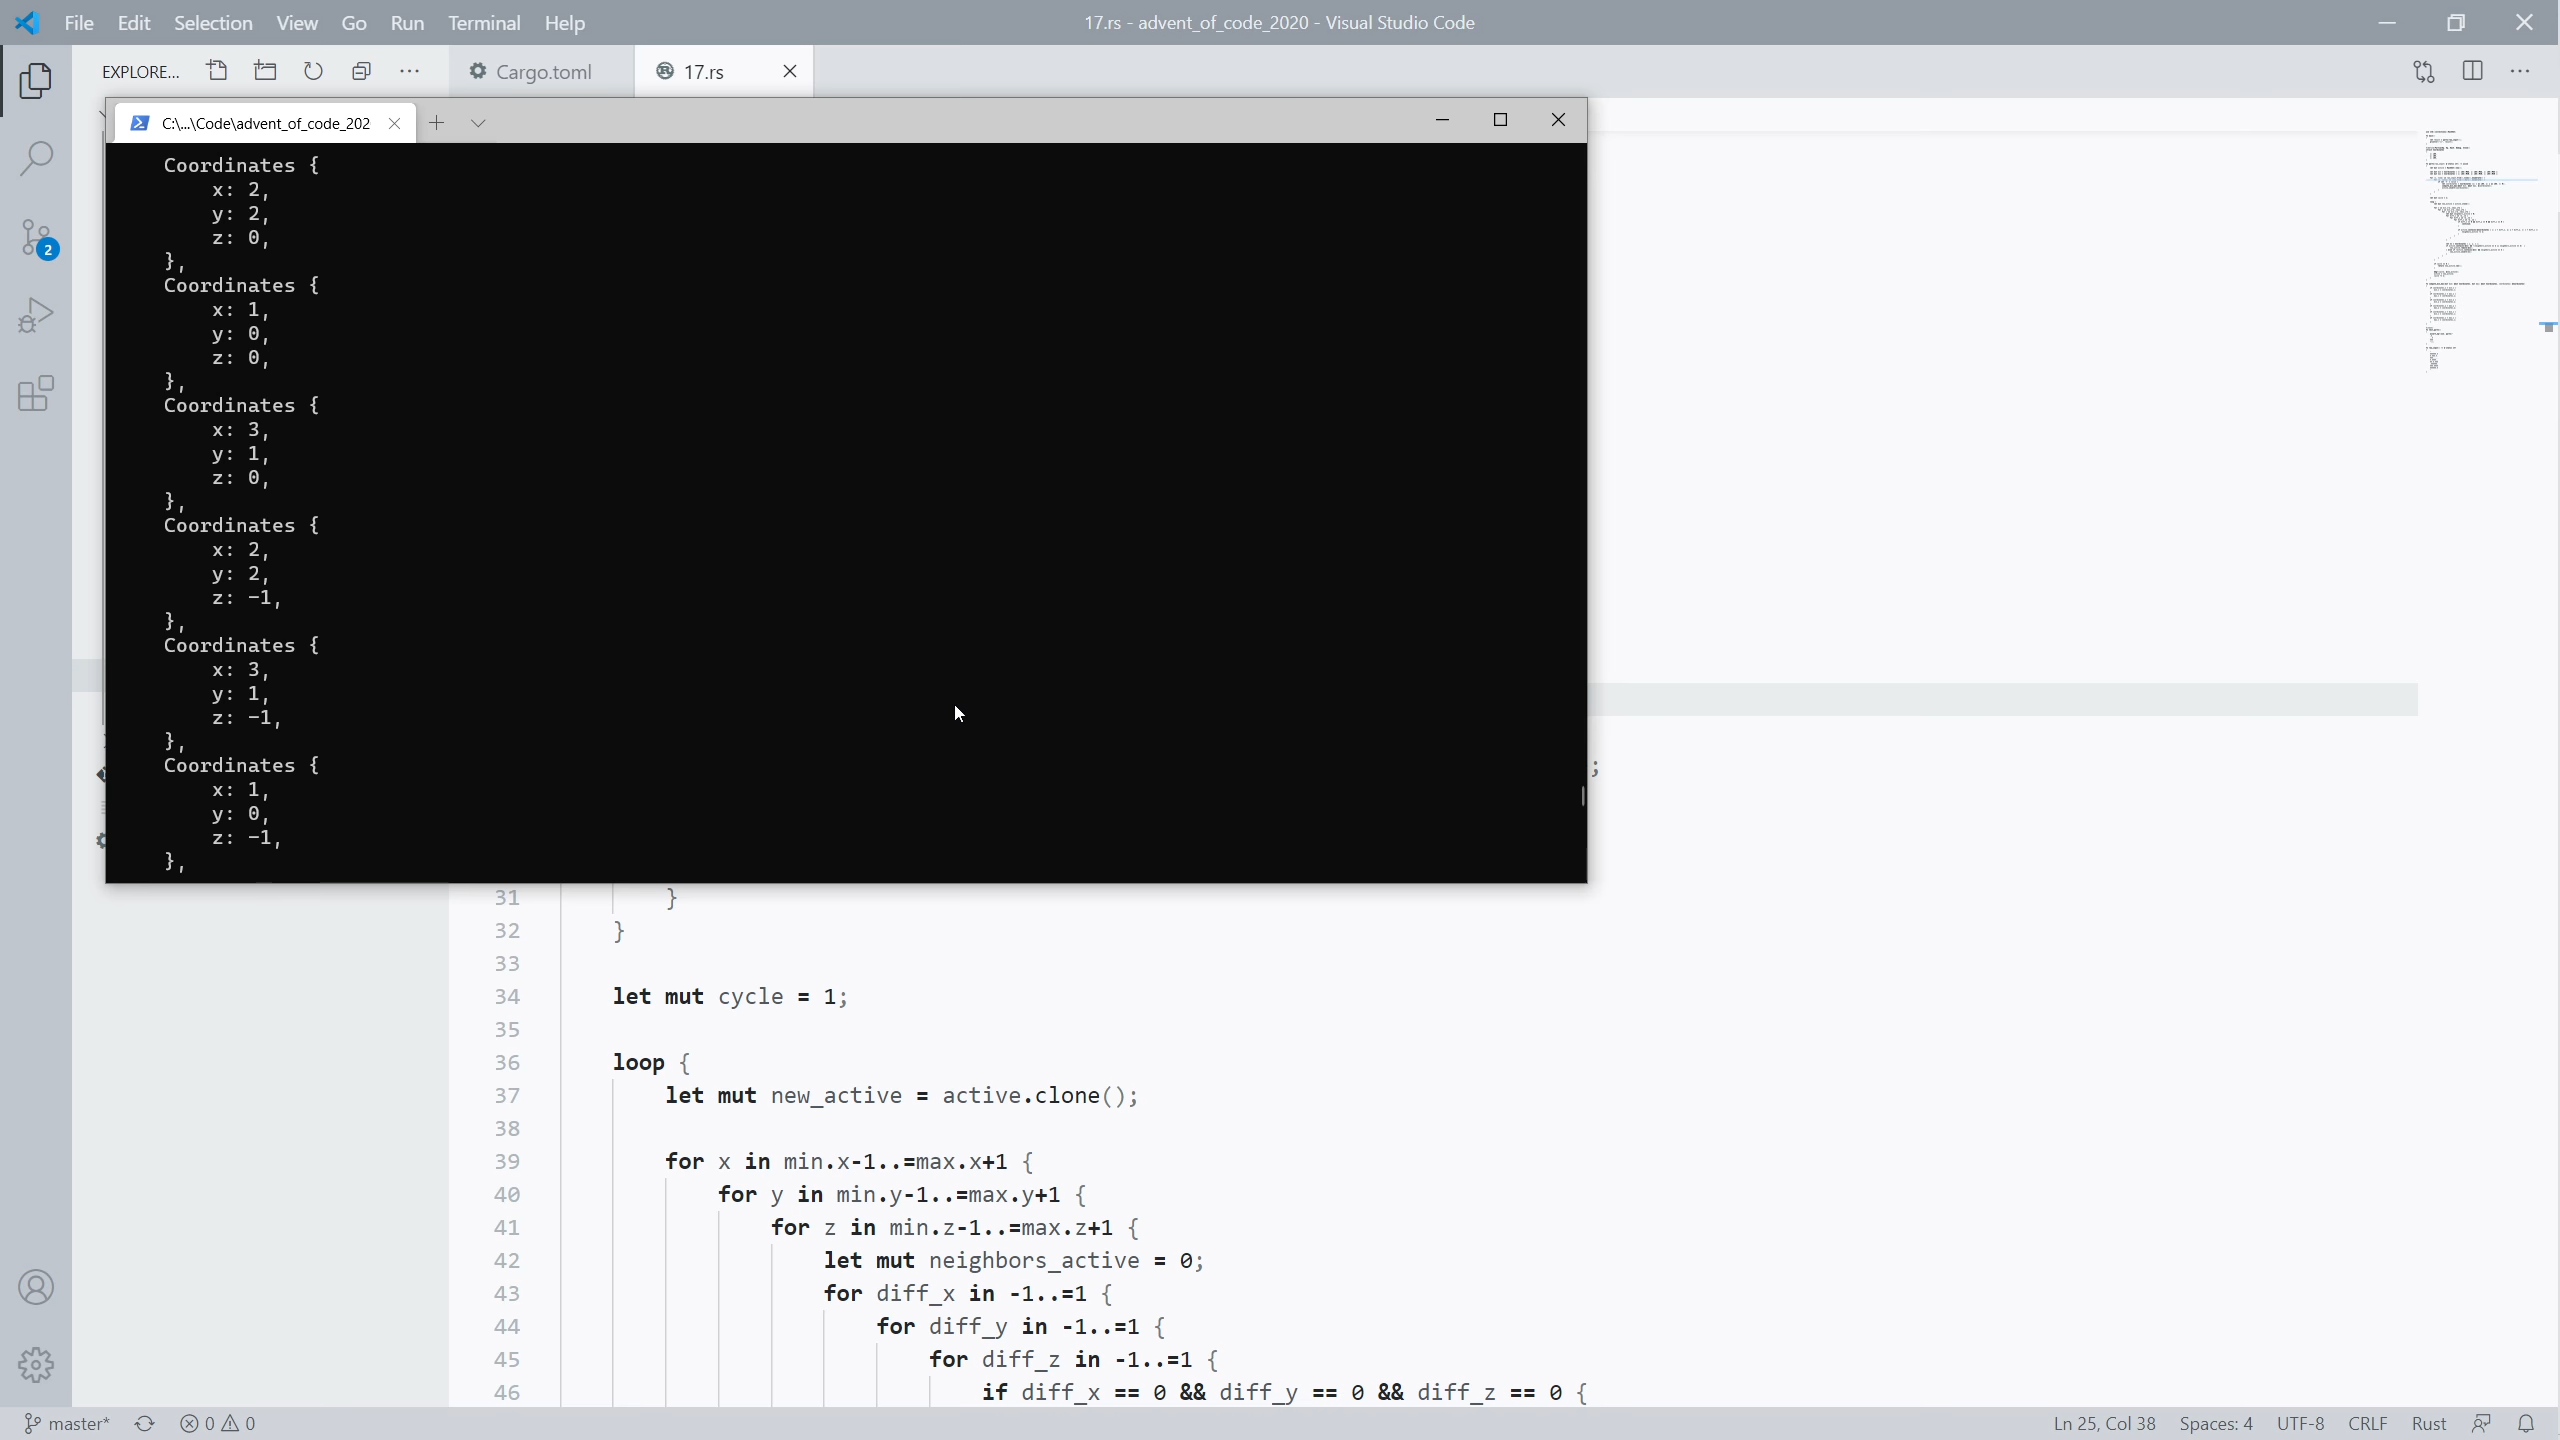 File Edit Selection View Go Run Terminal Help
17.rs - advent_of_code_2020 - Visual Studio Code
EXPLORE...
Cargo.toml
17.rs
C:\...\Code\advent_of_code_202
Coordinates {
x: 2,
y: 2,
z: 0,
},
Coordinates {
x: 1,
y: 0,
z: 0,
},
Coordinates {
x: 3,
y: 1,
z: 0,
},
Coordinates {
x: 2,
y: 2,
z: -1,
},
Coordinates {
x: 3,
y: 1,
z: -1,
},
Coordinates {
x: 1,
y: 0,
z: -1,
},
;
2
31 }
32 }
33
34 let mut cycle = 1;
35
36 loop {
37 let mut new_active = active.clone();
38
39 for x in min.x-1..=max.x+1 {
40 for y in min.y-1..=max.y+1 {
41 for z in min.z-1..=max.z+1 {
42 let mut neighbors_active = 0;
43 for diff_x in -1..=1 {
44 for diff_y in -1..=1 {
45 for diff_z in -1..=1 {
46 if diff_x == 0 && diff_y == 0 && diff_z == 0 {
master* 0 0
Ln 25, Col 38 Spaces: 4 UTF-8 CRLF Rust